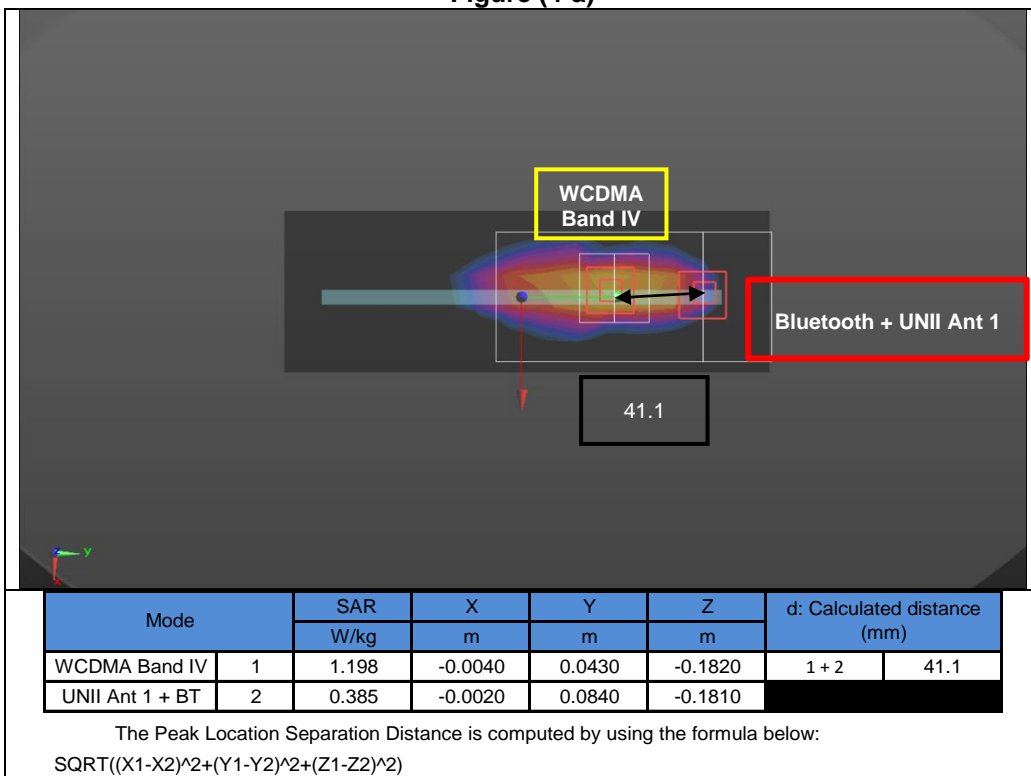 WCDMA
Band IV
Bluetooth + UNII Ant 1
41.1
Y
X
Mode SAR X Y Z d: Calculated distance (mm)
W/kg m m m
WCDMA Band IV 1 1.198 -0.0040 0.0430 -0.1820 1 + 2 41.1
UNII Ant 1 + BT 2 0.385 -0.0020 0.0840 -0.1810
The Peak Location Separation Distance is computed by using the formula below:
SQRT((X1-X2)^2+(Y1-Y2)^2+(Z1-Z2)^2)